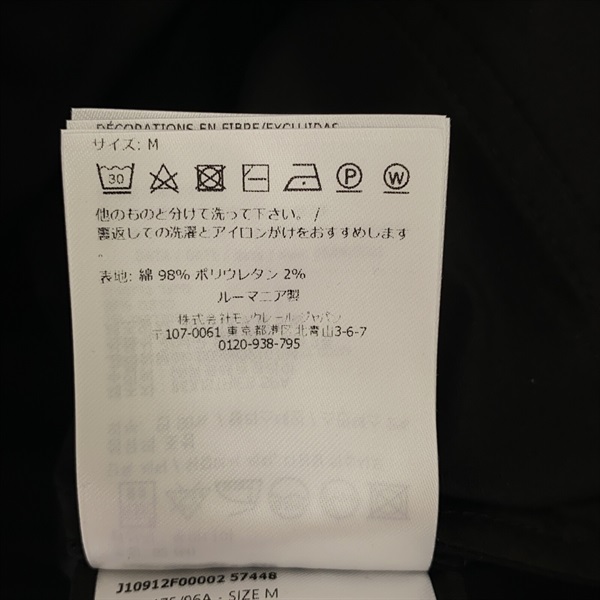 DÉCORATIONS EN FIBRE/EXCLUIDAS
サイズ: M
30
P
W
他のものと分けて洗って下さい。 /
裏返しての洗濯とアイロンがけをおすすめします
。
表地: 綿 98% ポリウレタン 2%
ルーマニア製
株式会社モンクレール・ジャパン
〒107-0061 東京都港区北青山3-6-7
0120-938-795
J10912F00002 57448
SIZE M